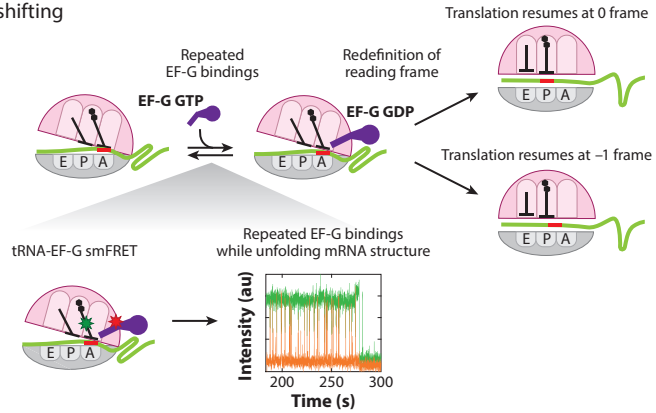 shifting
Translation resumes at 0 frame
Repeated
EF-G bindings
Redefinition of
reading frame
EF-G GTP
EF-G GDP
E P A
E P A
E P A
Translation resumes at –1 frame
E P A
tRNA-EF-G smFRET
Repeated EF-G bindings
while unfolding mRNA structure
E P A
Intensity (au)
200
250
300
Time (s)